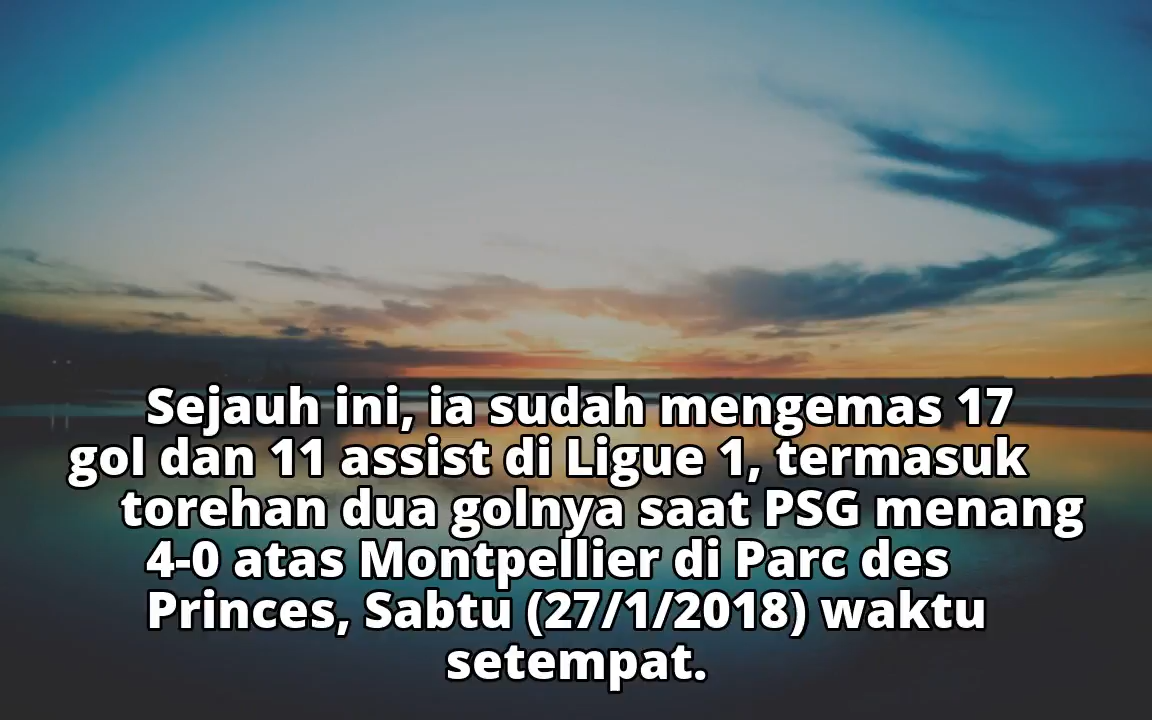 Sejauh ini, ia sudah mengemas 17
gol dan 11 assist di Ligue 1, termasuk
torehan dua golnya saat PSG menang
4-0 atas Montpellier di Parc des
Princes, Sabtu (27/1/2018) waktu
setempat.